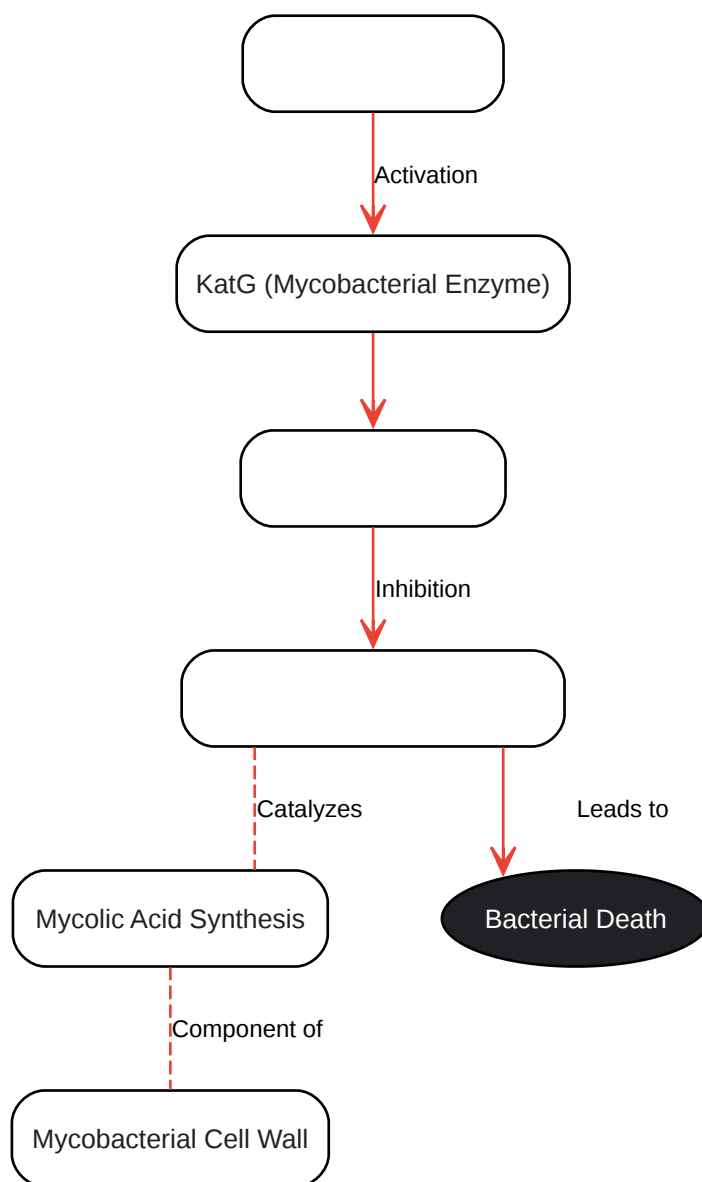 Activation
KatG (Mycobacterial Enzyme)
Inhibition
Catalyzes
Leads to
Mycolic Acid Synthesis
Bacterial Death
Component of
Mycobacterial Cell Wall